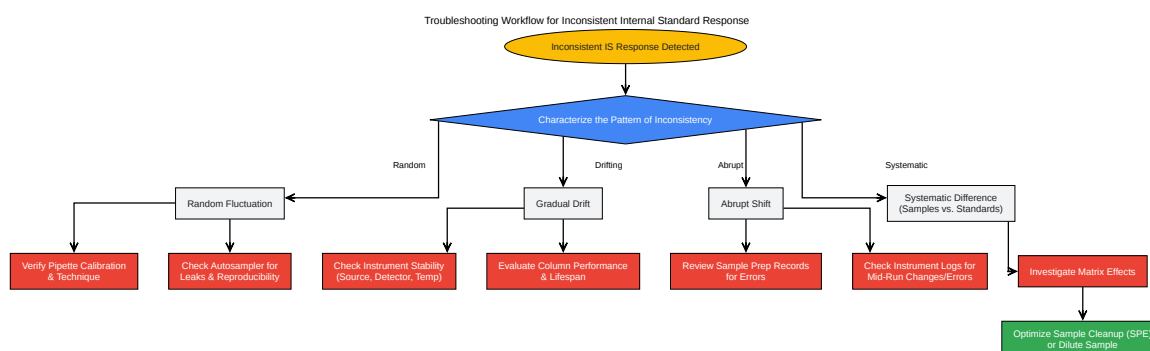 Troubleshooting Workflow for Inconsistent Internal Standard Response
Inconsistent IS Response Detected
Characterize the Pattern of Inconsistency
Random
Drifting
Abrupt
Systematic
Random Fluctuation
Gradual Drift
Abrupt Shift
Systematic Difference
(Samples vs. Standards)
Verify Pipette Calibration
& Technique
Check Autosampler for
Leaks & Reproducibility
Check Instrument Stability
(Source, Detector, Temp)
Evaluate Column Performance
& Lifespan
Review Sample Prep Records
for Errors
Check Instrument Logs for
Mid-Run Changes/Errors
Investigate Matrix Effects
Optimize Sample Cleanup (SPE)
or Dilute Sample